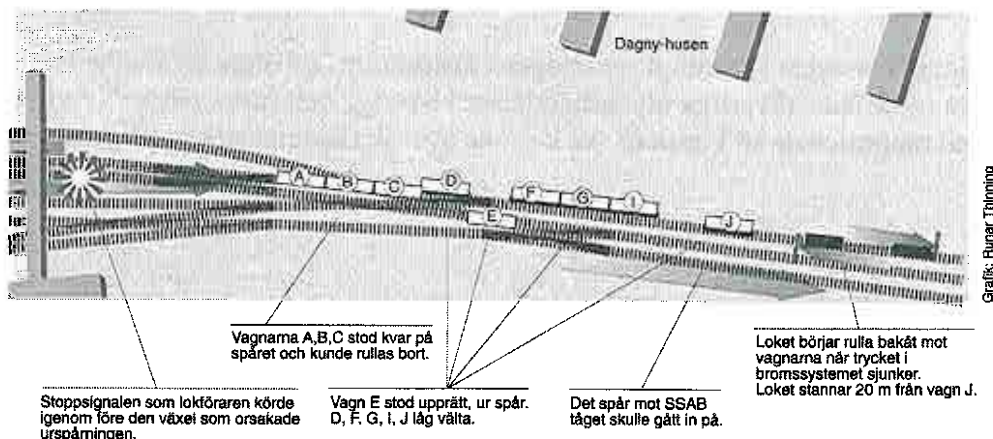 Dagny-husen
A
B
C
D
E
F
G
I
J
Grafik: Runar Thinning
Vagnarna A,B,C stod kvar på
spåret och kunde rullas bort.
Loket börjar rulla bakåt mot
vagnarna när trycket i
bromssystemet sjunker.
Loket stannar 20 m från vagn J.
Stoppsignalen som lokföraren körde
igenom före den växel som orsakade
urspårningen.
Vagn E stod upprätt, ur spår.
D, F. G, I, J låg välta.
Det spår mot SSAB
tåget skulle gått in på.